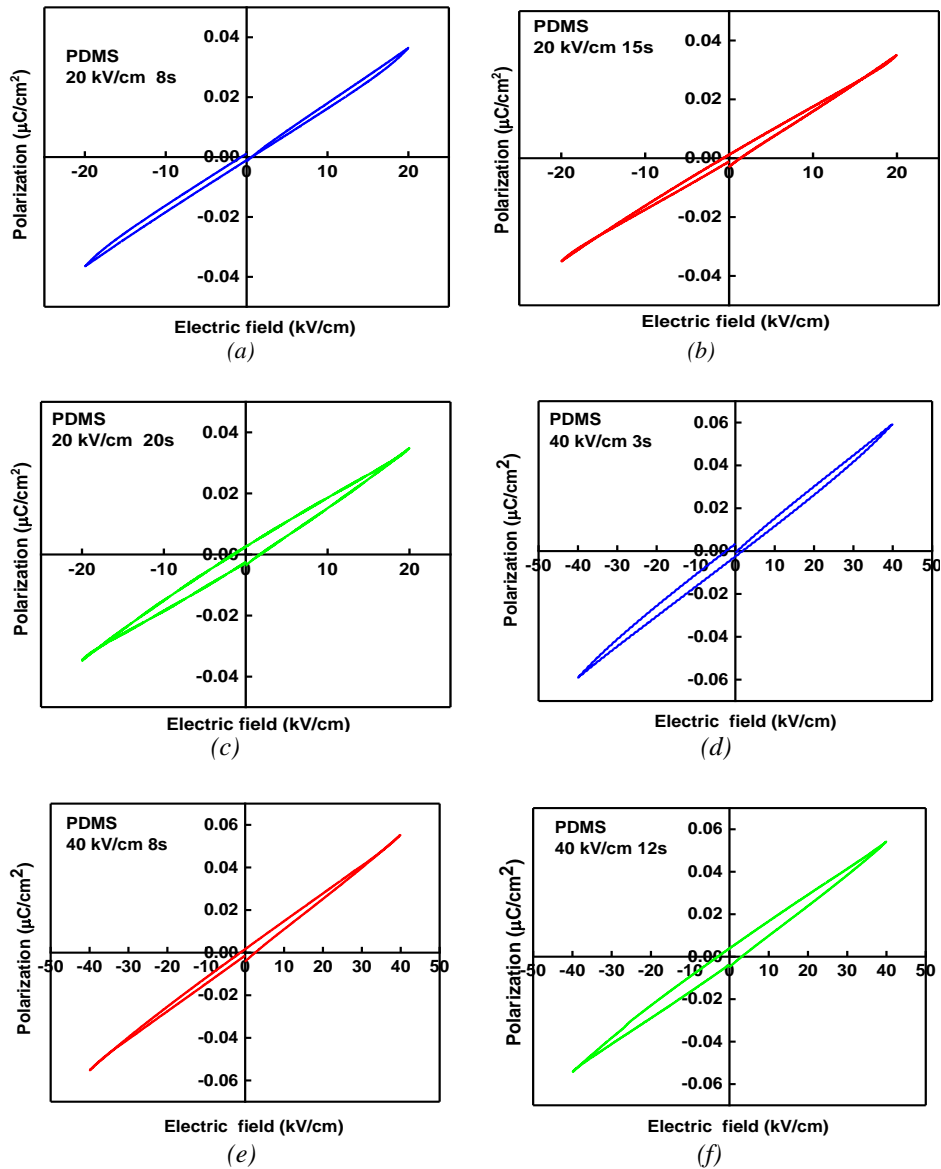 PDMS
20 kV/cm 8s
Polarization (µC/cm²)
0.04
0.02
0.00
-20 -10 0 10 20
-0.02
-0.04
Electric field (kV/cm)
(a)
PDMS
20 kV/cm 15s
Polarization (µC/cm²)
0.04
0.02
0.00
-20 -10 0 10 20
-0.02
-0.04
Electric field (kV/cm)
(b)
PDMS
20 kV/cm 20s
Polarization (µC/cm²)
0.04
0.02
0.00
-20 -10 0 10 20
-0.02
-0.04
Electric field (kV/cm)
(c)
PDMS
40 kV/cm 3s
Polarization (µC/cm²)
0.06
0.04
0.02
0.00
-50 -40 -30 -20 -10 0 10 20 30 40 50
-0.02
-0.04
-0.06
Electric field (kV/cm)
(d)
PDMS
40 kV/cm 8s
Polarization (µC/cm²)
0.06
0.04
0.02
0.00
-50 -40 -30 -20 -10 0 10 20 30 40 50
-0.02
-0.04
-0.06
Electric field (kV/cm)
(e)
PDMS
40 kV/cm 12s
Polarization (µC/cm²)
0.06
0.04
0.02
0.00
-50 -40 -30 -20 -10 0 10 20 30 40 50
-0.02
-0.04
-0.06
Electric field (kV/cm)
(f)